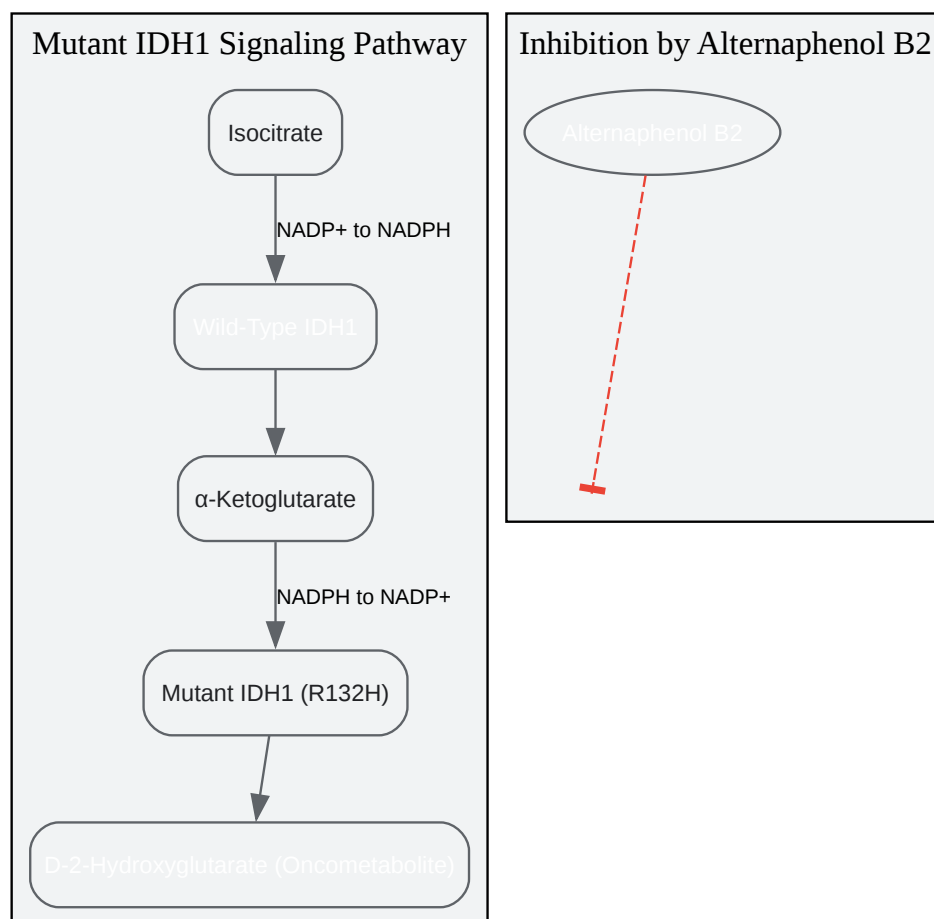 Mutant IDH1 Signaling Pathway
Isocitrate
NADP+ to NADPH
Wild-Type IDH1
α-Ketoglutarate
NADPH to NADP+
Mutant IDH1 (R132H)
D-2-Hydroxyglutarate (Oncometabolite)
Inhibition by Alternaphenol B2
Alternaphenol B2